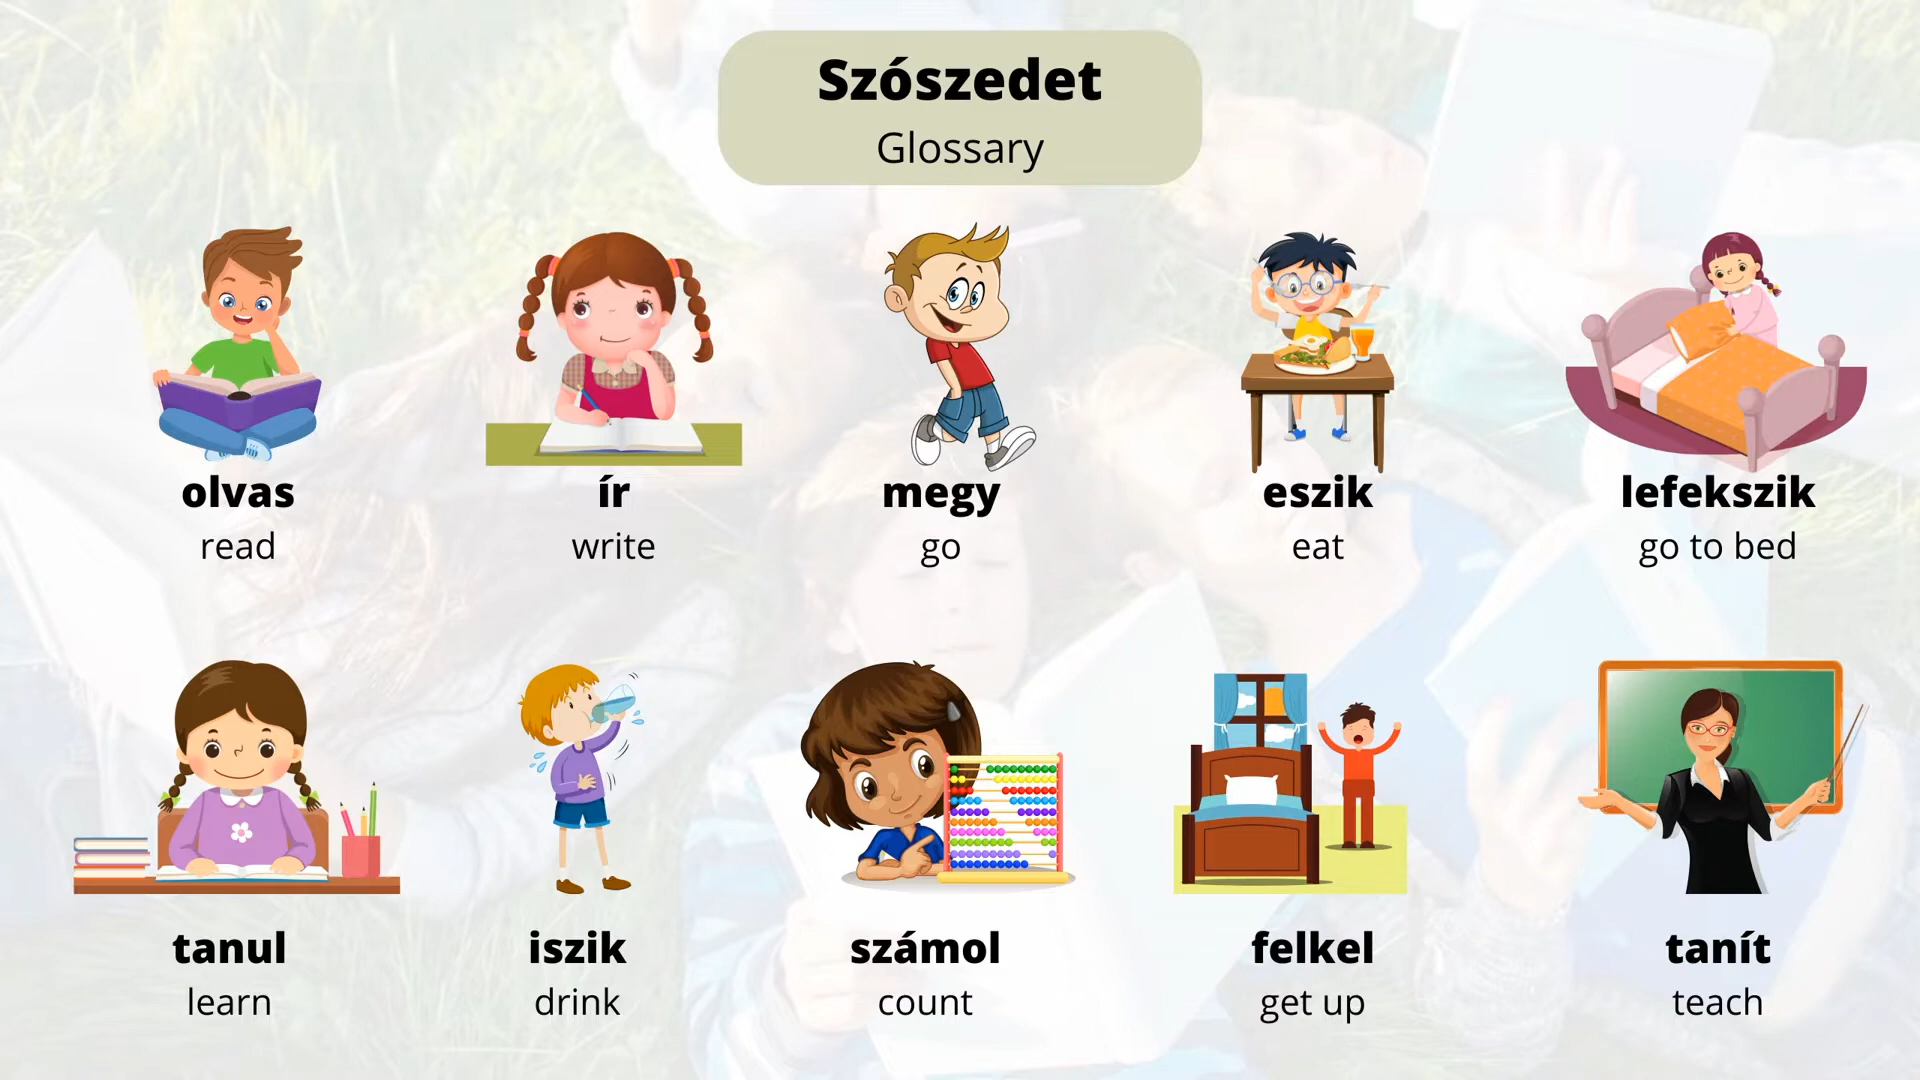 Szószedet
Glossary
olvas
read
ír
write
megy
go
eszik
eat
lefekszik
go to bed
tanul
learn
iszik
drink
számol
count
felkel
get up
tanít
teach